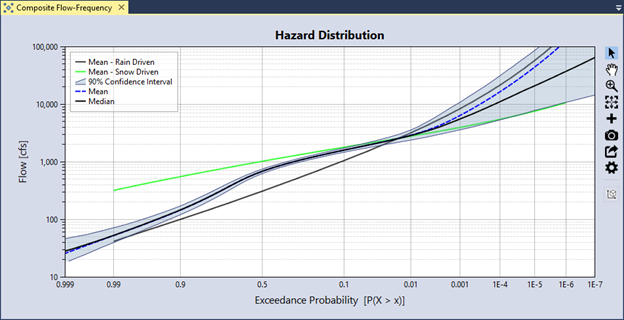 Composite Flow-Frequency
Hazard Distribution
Mean - Rain Driven
Mean - Snow Driven
90% Confidence Interval
Mean
Median
Flow [cfs]
100,000
10,000
1,000
100
10
0.999 0.99 0.9 0.5 0.1 0.01 0.001 1E-4 1E-5 1E-6 1E-7
Exceedance Probability [P(X > x)]